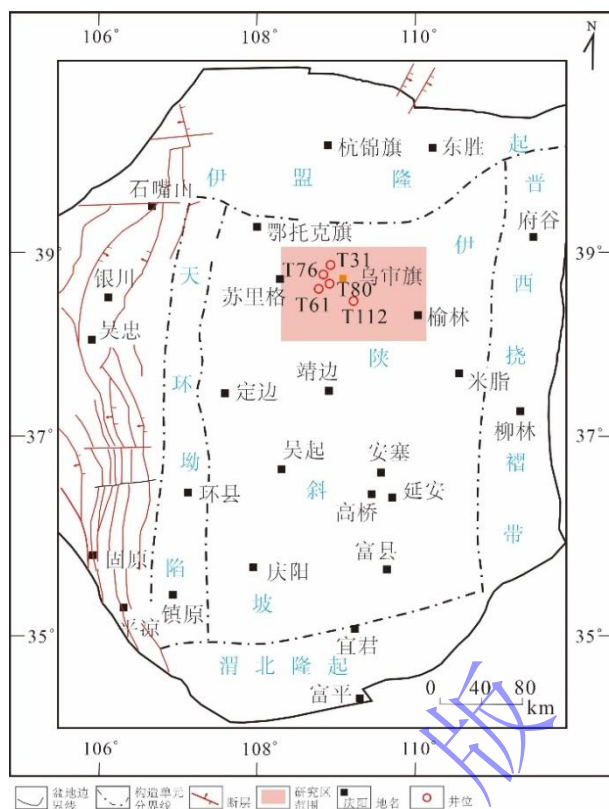 106° 108° 110°
N
杭锦旗 东胜
伊盟隆起
石嘴山
晋西挠褶带
府谷
39° 39°
鄂托克旗
伊陕斜坡
天环坳陷
T31
T76 乌审旗
银川 苏里格 T80
T61
T112 榆林
吴忠
靖边
米脂
定边
柳林
37° 37°
吴起 安塞
环县
高桥 延安
固原
庆阳 富县
镇原
平凉
35° 35°
宜君
渭北隆起
富平
0 40 80
km
版
106° 108° 110°
盆地边界线 构造单元分界线 断层 研究区范围 庆阳 地名 井位